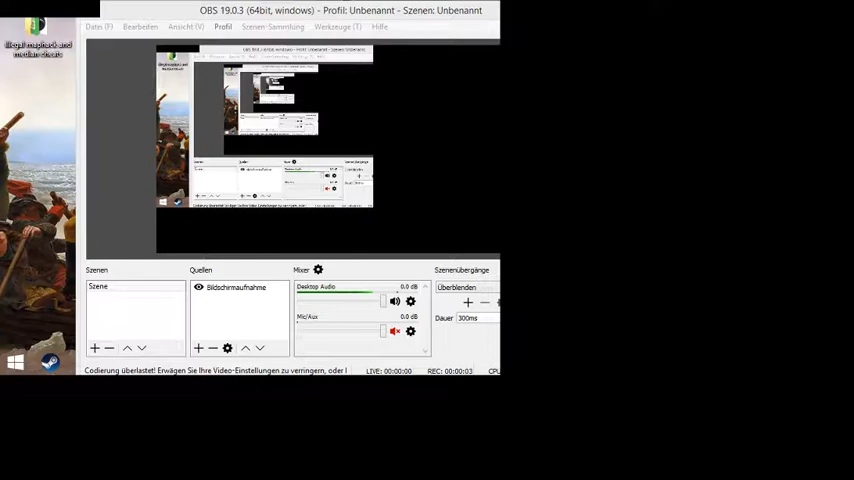 OBS 19.0.3 (64bit, windows) - Profil: Unbenannt - Szenen: Unbenannt
Datei (F) Bearbeiten Ansicht (V) Profil Szenen-Sammlung Werkzeuge (T) Hilfe
illegal maphack and
median cheats
Szenen Quellen Mixer Szenenübergänge
Szene Bildschirmaufnahme Desktop Audio 0.0 dB Überblenden
Mic/Aux 0.0 dB Dauer 300ms
Codierung überlastet! Erwägen Sie Ihre Video-Einstellungen zu verringern, oder LIVE: 00:00:00 REC: 00:00:03 CPU